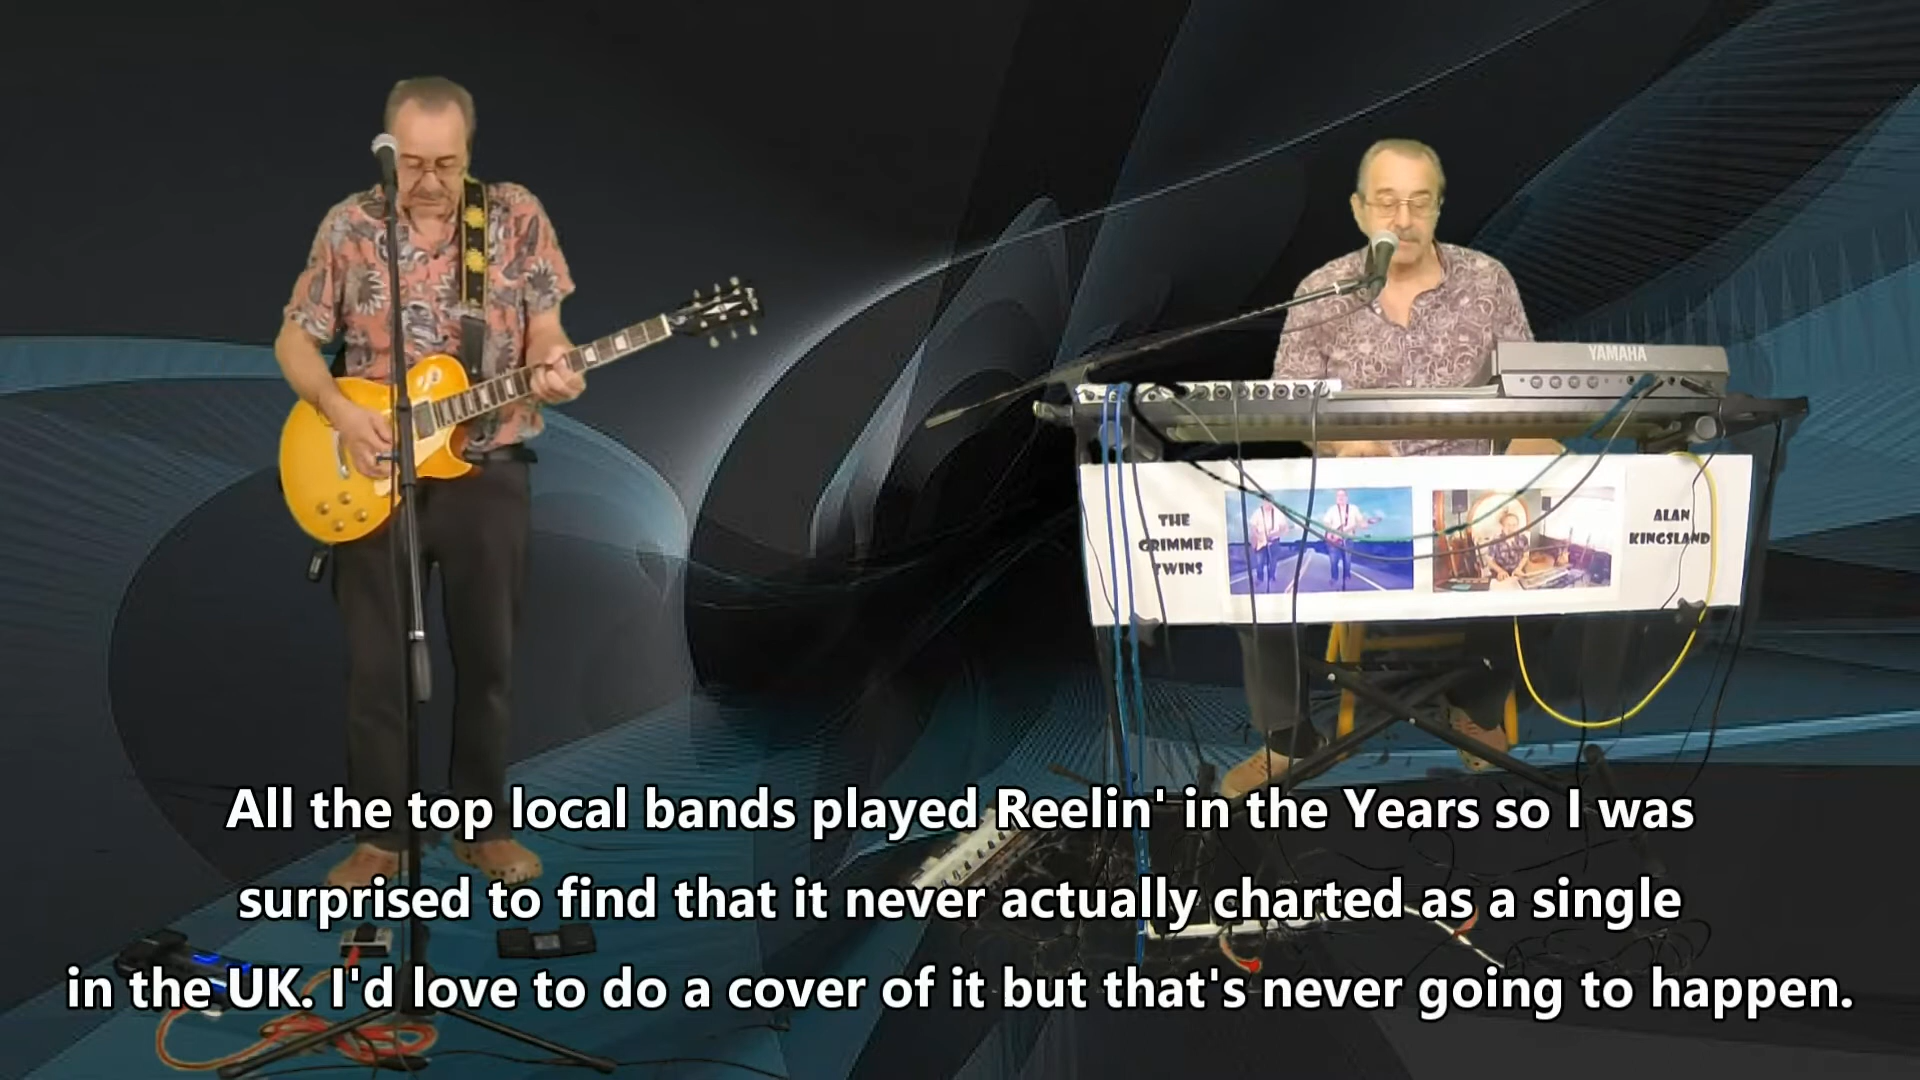 YAMAHA
THE
GRIMMER
TWINS
ALAN
KINGSLAND
All the top local bands played Reelin' in the Years so I was
surprised to find that it never actually charted as a single
in the UK. I'd love to do a cover of it but that's never going to happen.